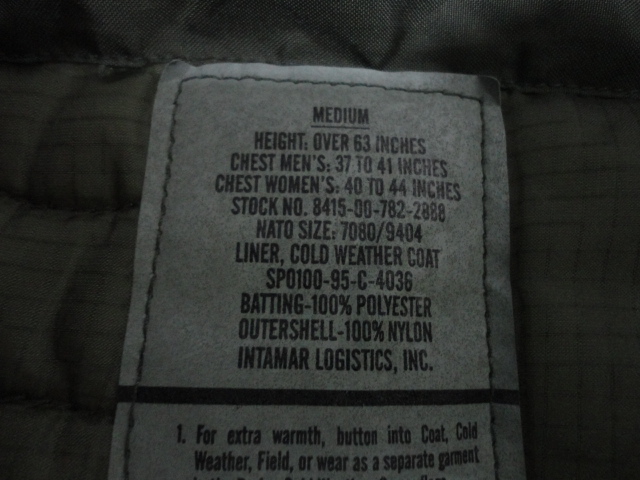 MEDIUM
HEIGHT: OVER 63 INCHES
CHEST MEN'S: 37 TO 41 INCHES
CHEST WOMEN'S: 40 TO 44 INCHES
STOCK NO. 8415-00-782-2888
NATO SIZE: 7080/9404
LINER, COLD WEATHER COAT
SPO100-95-C-4036
BATTING-100% POLYESTER
OUTERSHELL-100% NYLON
INTAMAR LOGISTICS, INC.
1. For extra warmth, button into Coat, Cold
Weather, Field, or wear as a separate garment